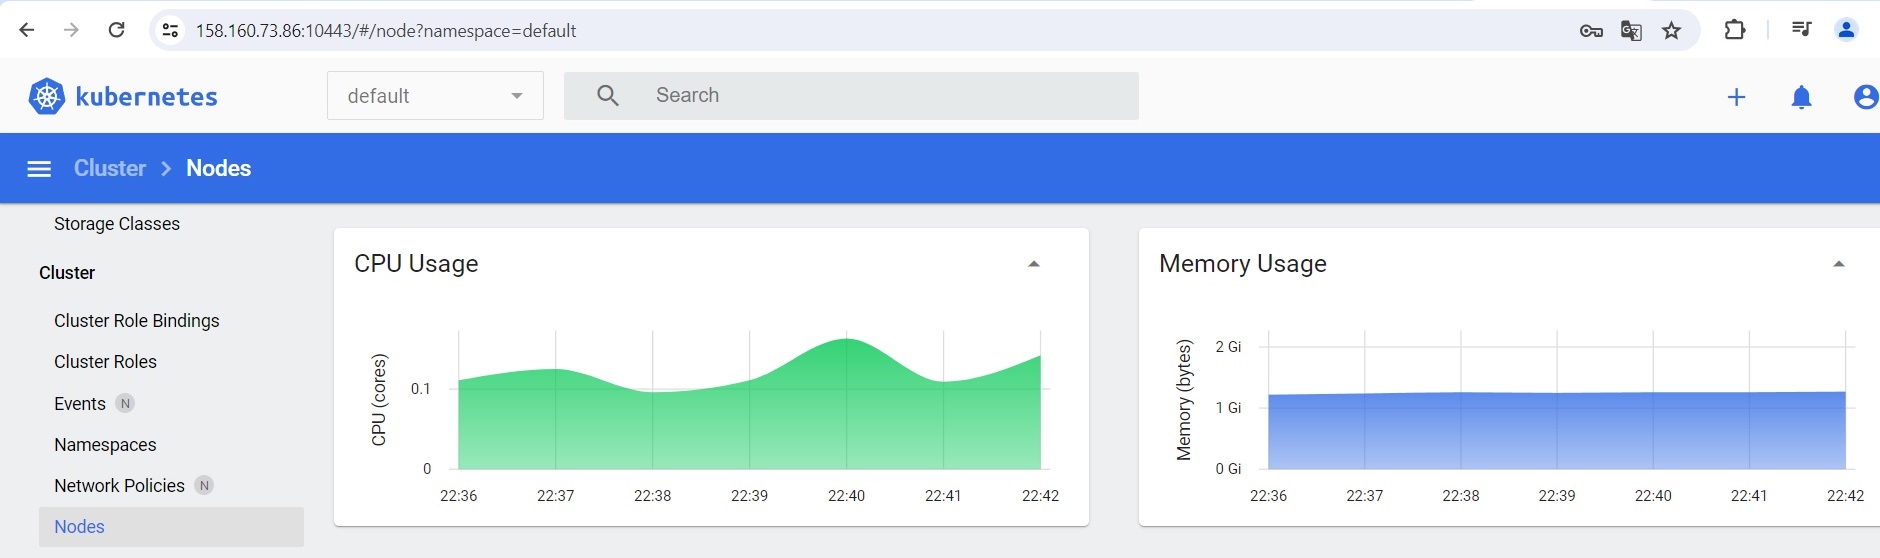 158.160.73.86:10443/#/node?namespace=default
kubernetes
default
Search
Cluster > Nodes
Storage Classes
Cluster
Cluster Role Bindings
Cluster Roles
Events N
Namespaces
Network Policies N
Nodes
CPU Usage
CPU (cores)
0.1
0
22:36 22:37 22:38 22:39 22:40 22:41 22:42
Memory Usage
Memory (bytes)
2 Gi
1 Gi
0 Gi
22:36 22:37 22:38 22:39 22:40 22:41 22:42